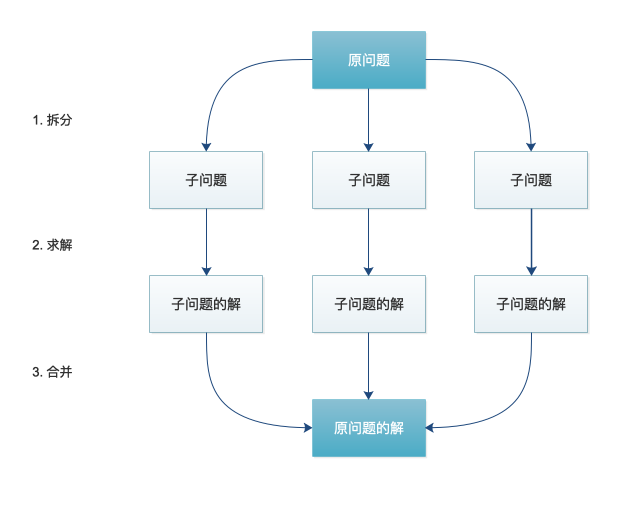 原问题
1. 拆分
子问题
子问题
子问题
2. 求解
子问题的解
子问题的解
子问题的解
3. 合并
原问题的解